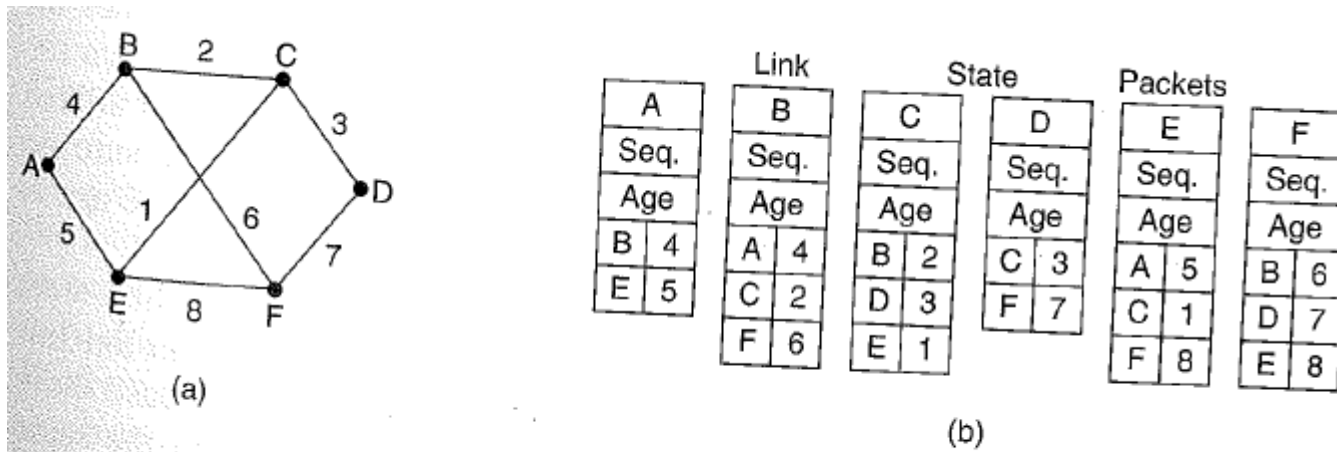 B
2
C
4
3
A
D
1
6
5
7
E
8
F
(a)
Link State Packets
A B C D E F
Seq. Seq. Seq. Seq. Seq. Seq.
Age Age Age Age Age Age
B 4 A 4 B 2 C 3 A 5 B 6
E 5 C 2 D 3 F 7 C 1 D 7
F 6 E 1 F 8 E 8
(b)